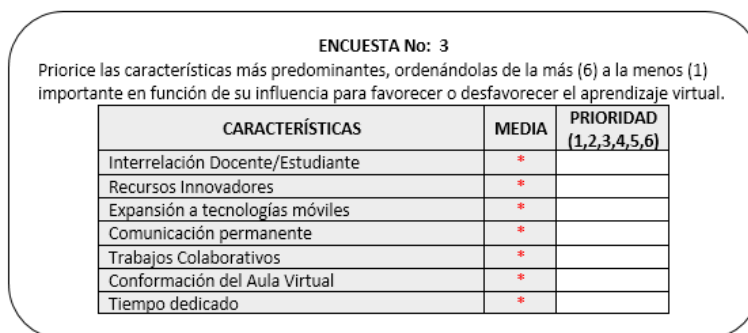 ENCUESTA No: 3
Priorice las características más predominantes, ordenándolas de la más (6) a la menos (1)
importante en función de su influencia para favorecer o desfavorecer el aprendizaje virtual.
CARACTERÍSTICAS MEDIA PRIORIDAD (1,2,3,4,5,6)
Interrelación Docente/Estudiante *
Recursos Innovadores *
Expansión a tecnologías móviles *
Comunicación permanente *
Trabajos Colaborativos *
Conformación del Aula Virtual *
Tiempo dedicado *